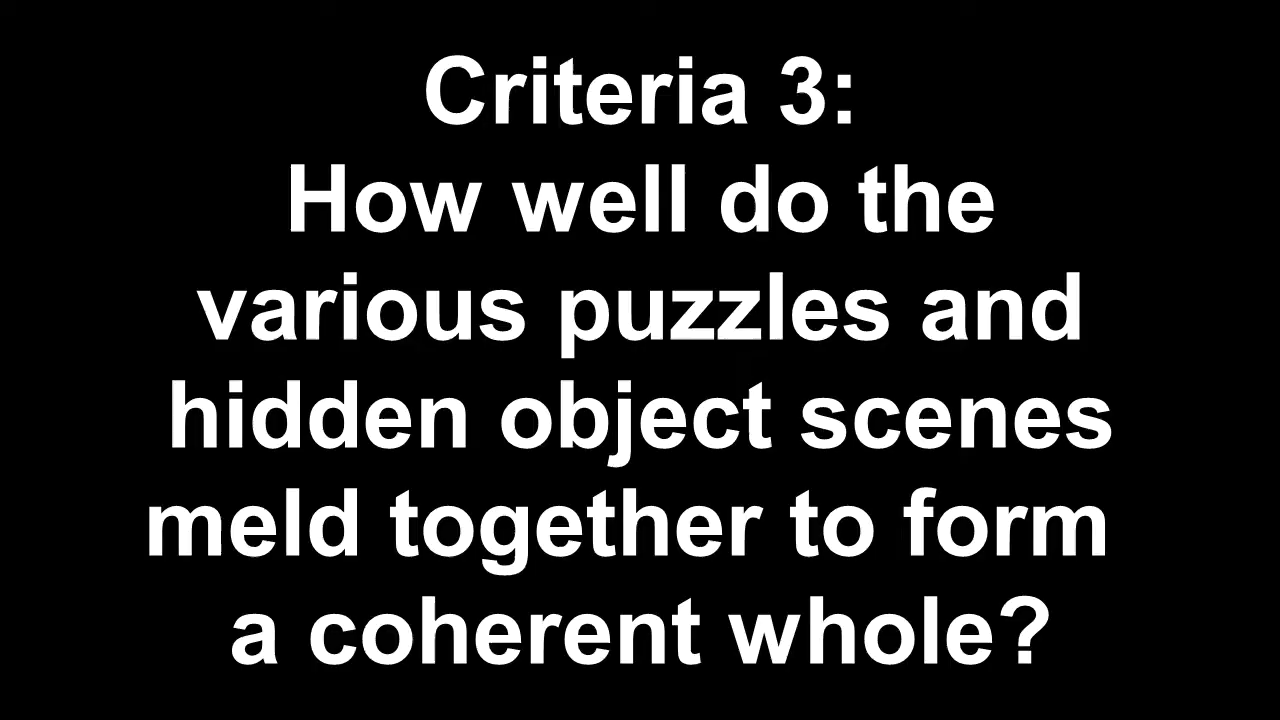 Criteria 3:
How well do the
various puzzles and
hidden object scenes
meld together to form
a coherent whole?